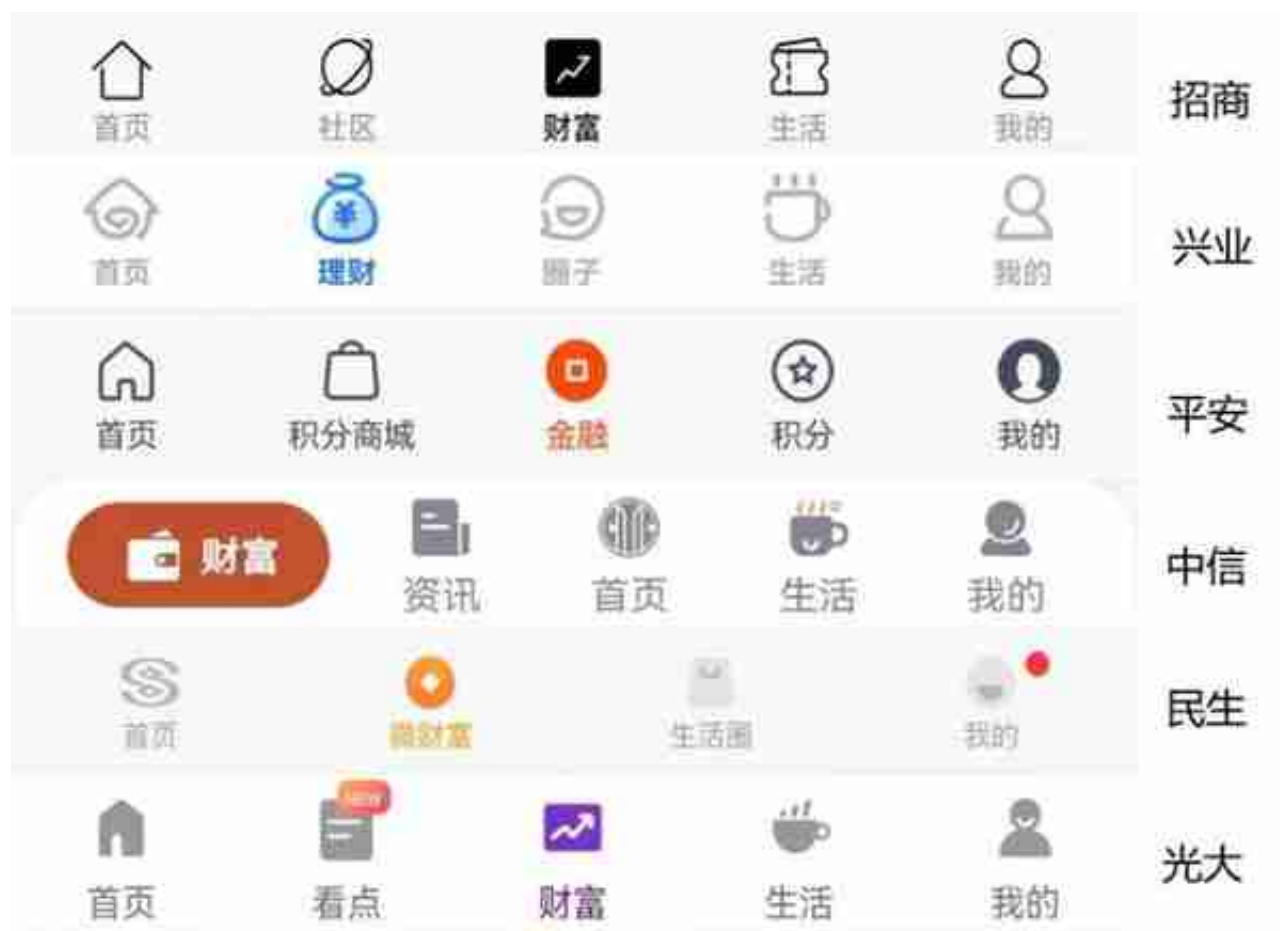 首页 社区 财富 生活 我的 招商
首页 理财 圈子 生活 我的 兴业
¥
首页 积分商城 金融 积分 我的 平安
财富 资讯 首页 生活 我的 中信
首页 微财富 生活圈 我的 民生
NEW
首页 看点 财富 生活 我的 光大